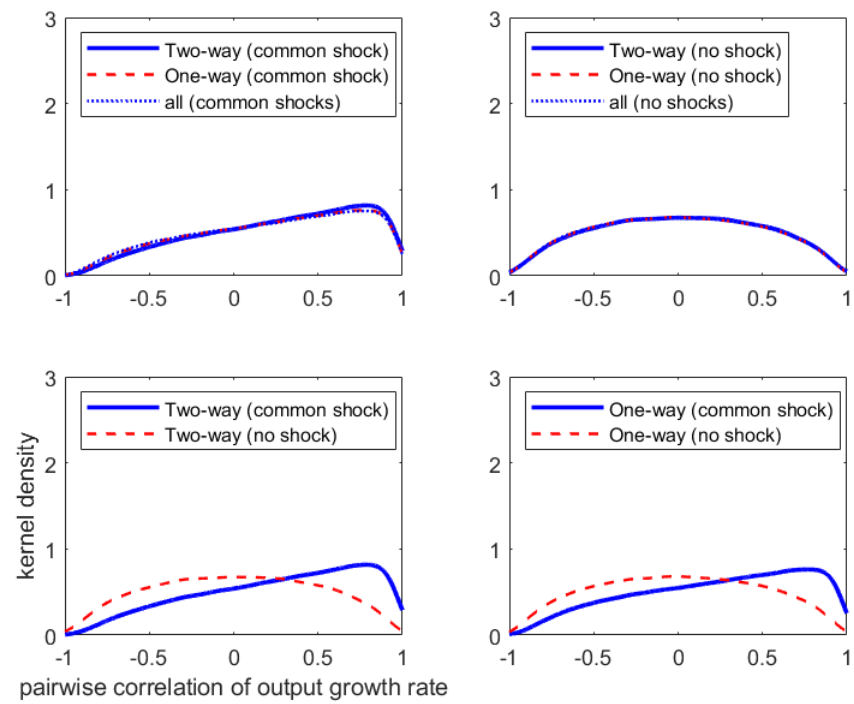 3
2
1
0
Two-way (common shock)
One-way (common shock)
all (common shocks)
-1 -0.5 0 0.5 1
3
2
1
0
Two-way (no shock)
One-way (no shock)
all (no shocks)
-1 -0.5 0 0.5 1
kernel density
3
2
1
0
Two-way (common shock)
Two-way (no shock)
-1 -0.5 0 0.5 1
pairwise correlation of output growth rate
3
2
1
0
One-way (common shock)
One-way (no shock)
-1 -0.5 0 0.5 1